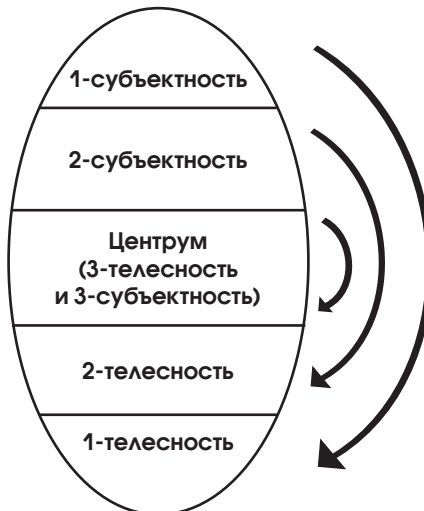 1-субъектность
2-субъектность
Центрум
(3-телесность
и 3-субъектность)
2-телесность
1-телесность